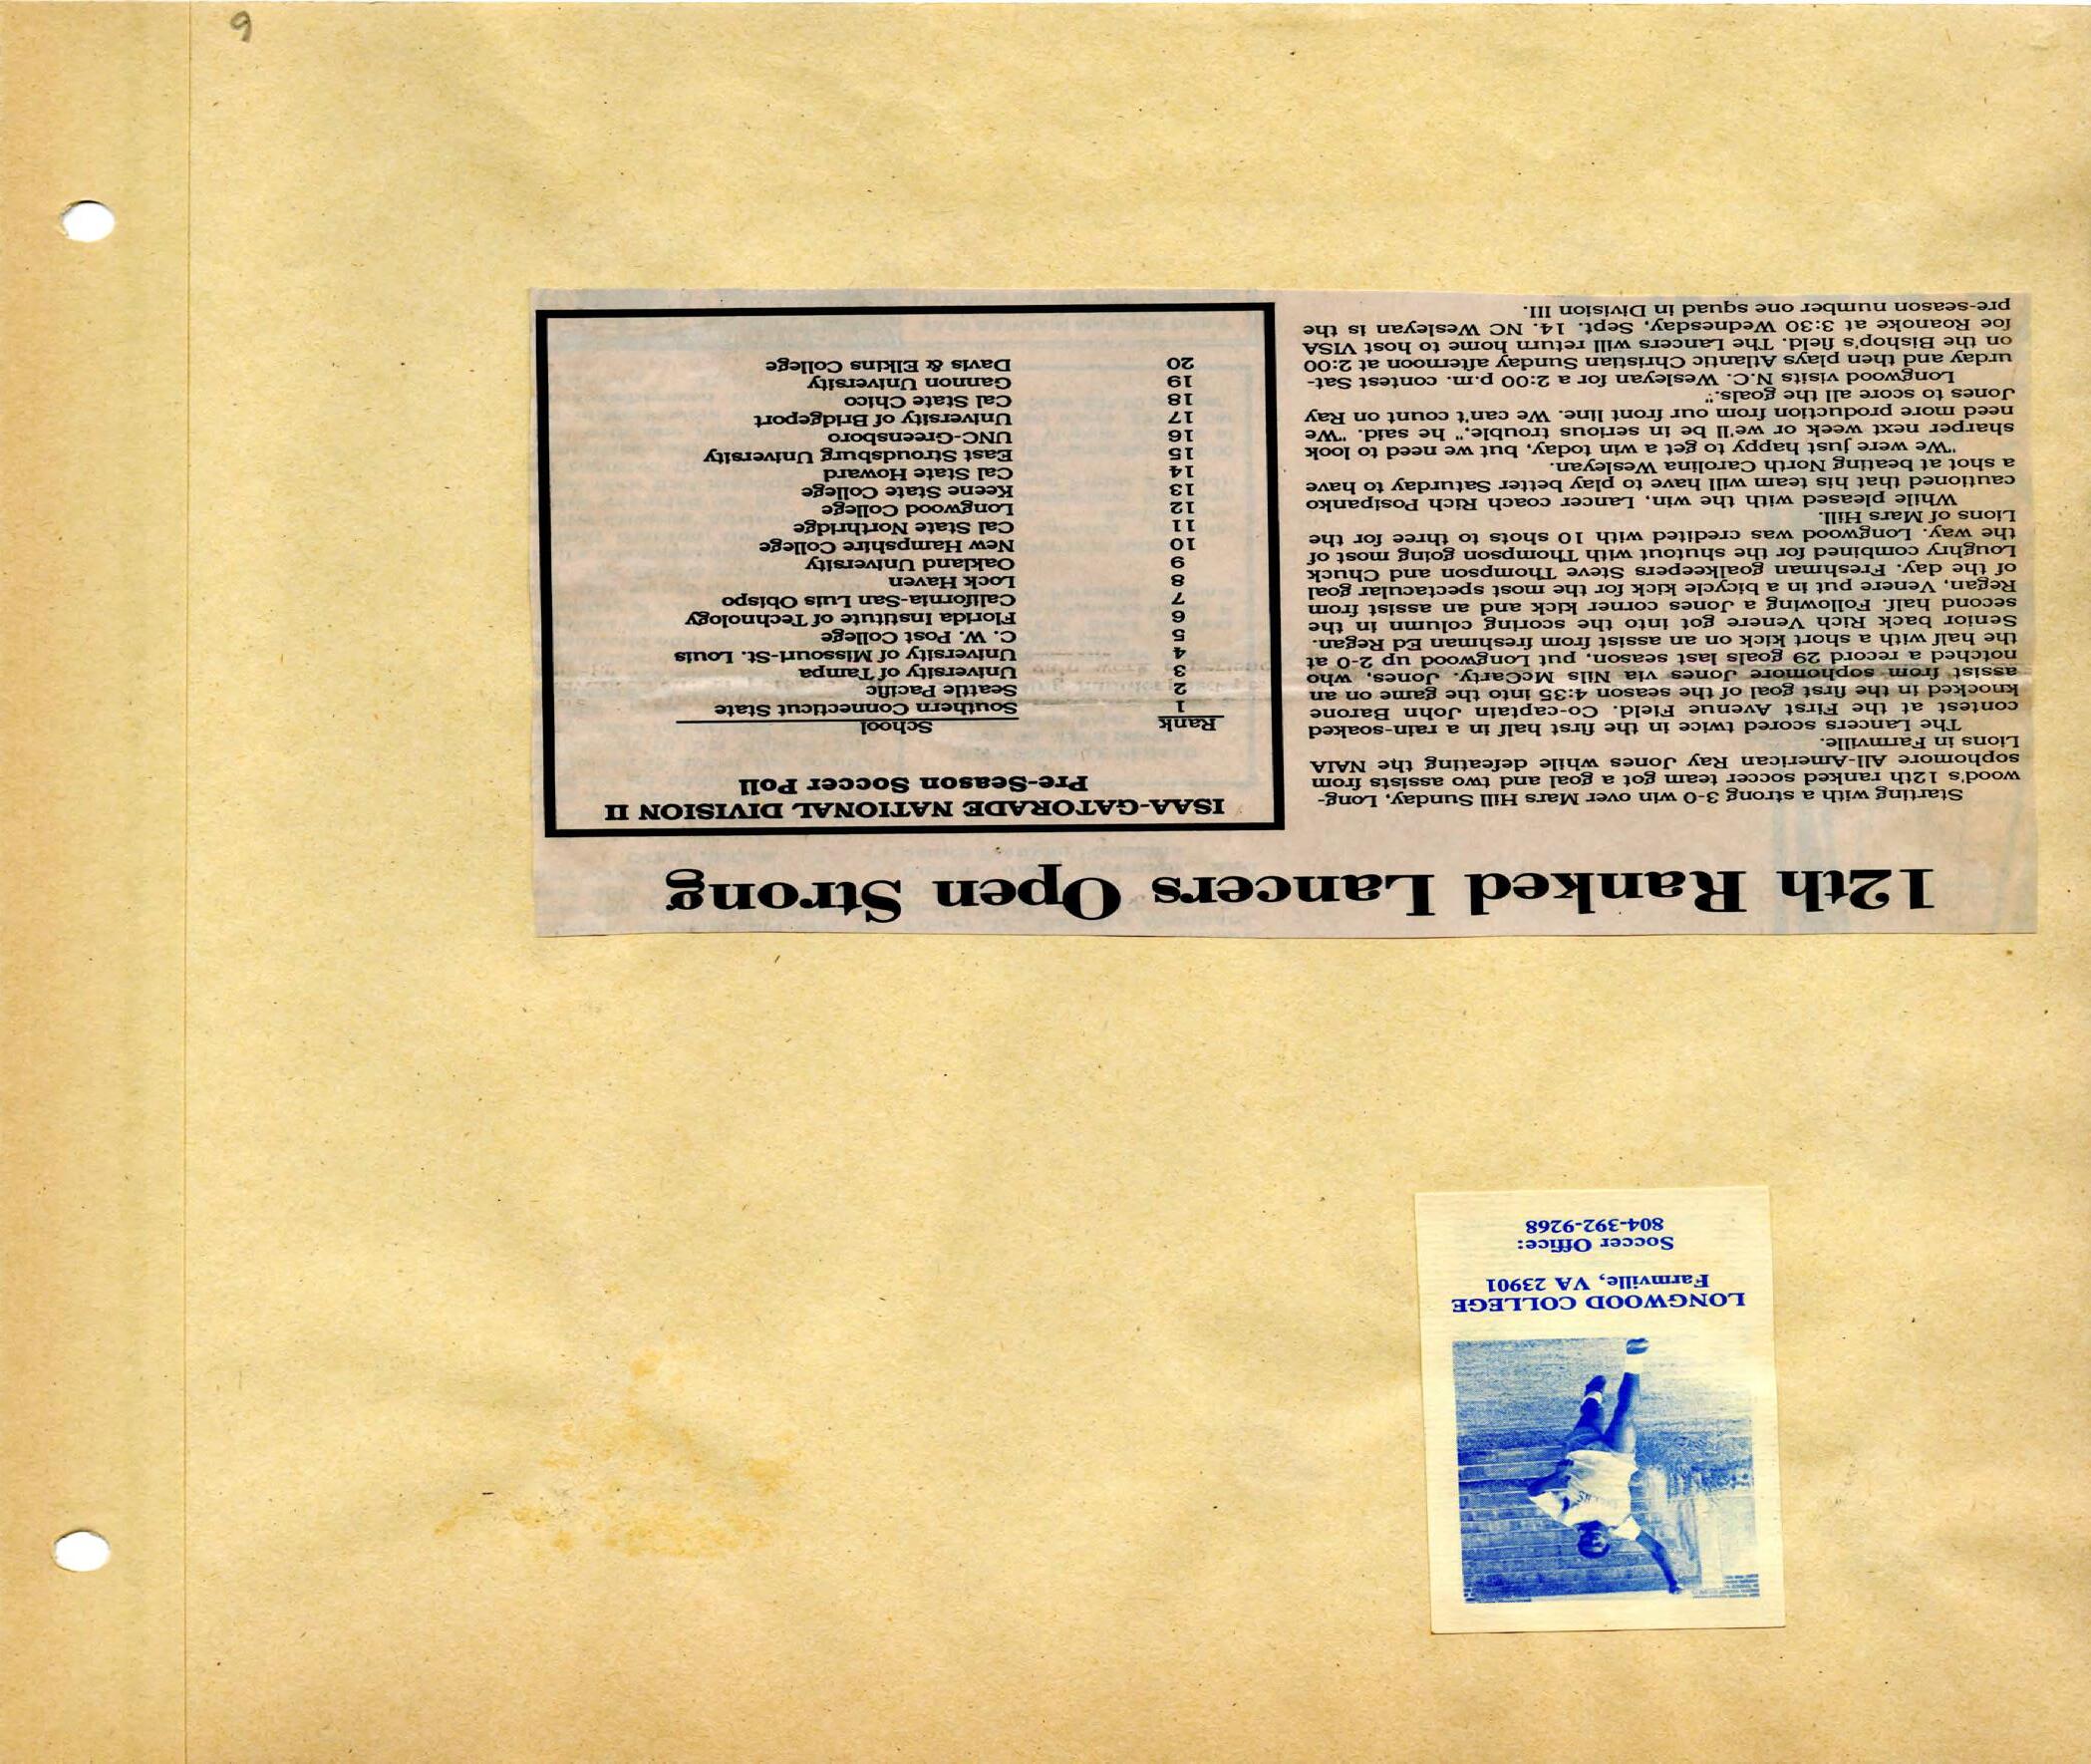 LONGWOOD COLLEGE
Farmville, VA 23901
Soccer Office:
804-392-9268
12th Ranked Lancers Open Strong
Starting with a strong 3-0 win over Mars Hill Sunday, Long-
wood's 12th ranked soccer team got a goal and two assists from
sophomore All-American Ray Jones while defeating the NAIA
Lions in Farmville.
The Lancers scored twice in the first half in a rain-soaked
contest at the First Avenue Field. Co-captain John Barone
knocked in the first goal of the season 4:35 into the game on an
assist from sophomore Jones via Nils McCarty. Jones, who
notched a record 29 goals last season, put Longwood up 2-0 at
the half with a short kick on an assist from freshman Ed Regan.
Senior back Rich Venere got into the scoring column in the
second half. Following a Jones corner kick and an assist from
Regan, Venere put in a bicycle kick for the most spectacular goal
of the day. Freshman goalkeepers Steve Thompson and Chuck
Loughry combined for the shutout with Thompson going most of
the way. Longwood was credited with 10 shots to three for the
Lions of Mars Hill.
While pleased with the win, Lancer coach Rich Posipanko
cautioned that his team will have to play better Saturday to have
a shot at beating North Carolina Wesleyan.
"We were just happy to get a win today, but we need to look
sharper next week or we'll be in serious trouble," he said. "We
need more production from our front line. We can't count on Ray
Jones to score all the goals."
Longwood visits N.C. Wesleyan for a 2:00 p.m. contest Sat-
urday and then plays Atlantic Christian Sunday afternoon at 2:00
on the Bishop's field. The Lancers will return home to host VISA
foe Roanoke at 3:30 Wednesday, Sept. 14. NC Wesleyan is the
pre-season number one squad in Division III.
ISAA-GATORADE NATIONAL DIVISION II
Pre-Season Soccer Poll
Rank School
1 Southern Connecticut State
2 Seattle Pacific
3 University of Tampa
4 University of Missouri-St. Louis
5 C. W. Post College
6 Florida Institute of Technology
7 California-San Luis Obispo
8 Lock Haven
9 Oakland University
10 New Hampshire College
11 Cal State Northridge
12 Longwood College
13 Keene State College
14 Cal State Howard
15 East Stroudsburg University
16 UNC-Greensboro
17 University of Bridgeport
18 Cal State Chico
19 Gannon University
20 Davis & Elkins College
9